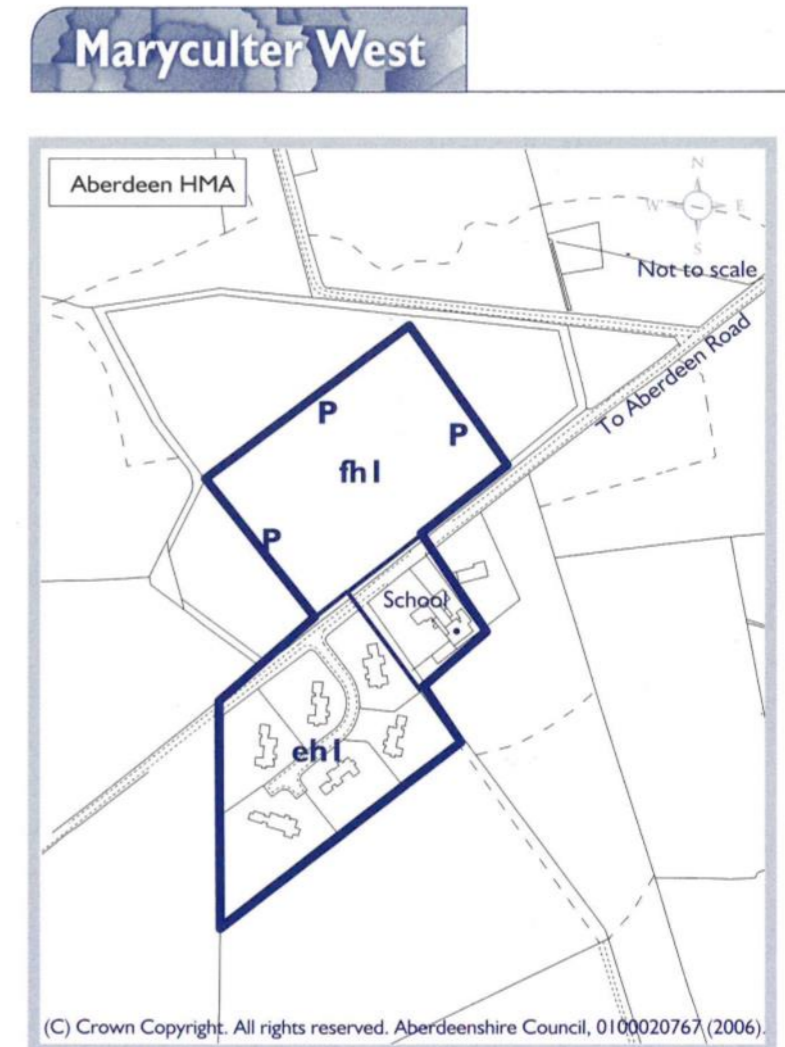 Maryculter West
Aberdeen HMA
N
W E
S
Not to scale
To Aberdeen Road
P
P
fh1
P
School
eh1
(C) Crown Copyright. All rights reserved. Aberdeenshire Council, 0100020767 (2006).